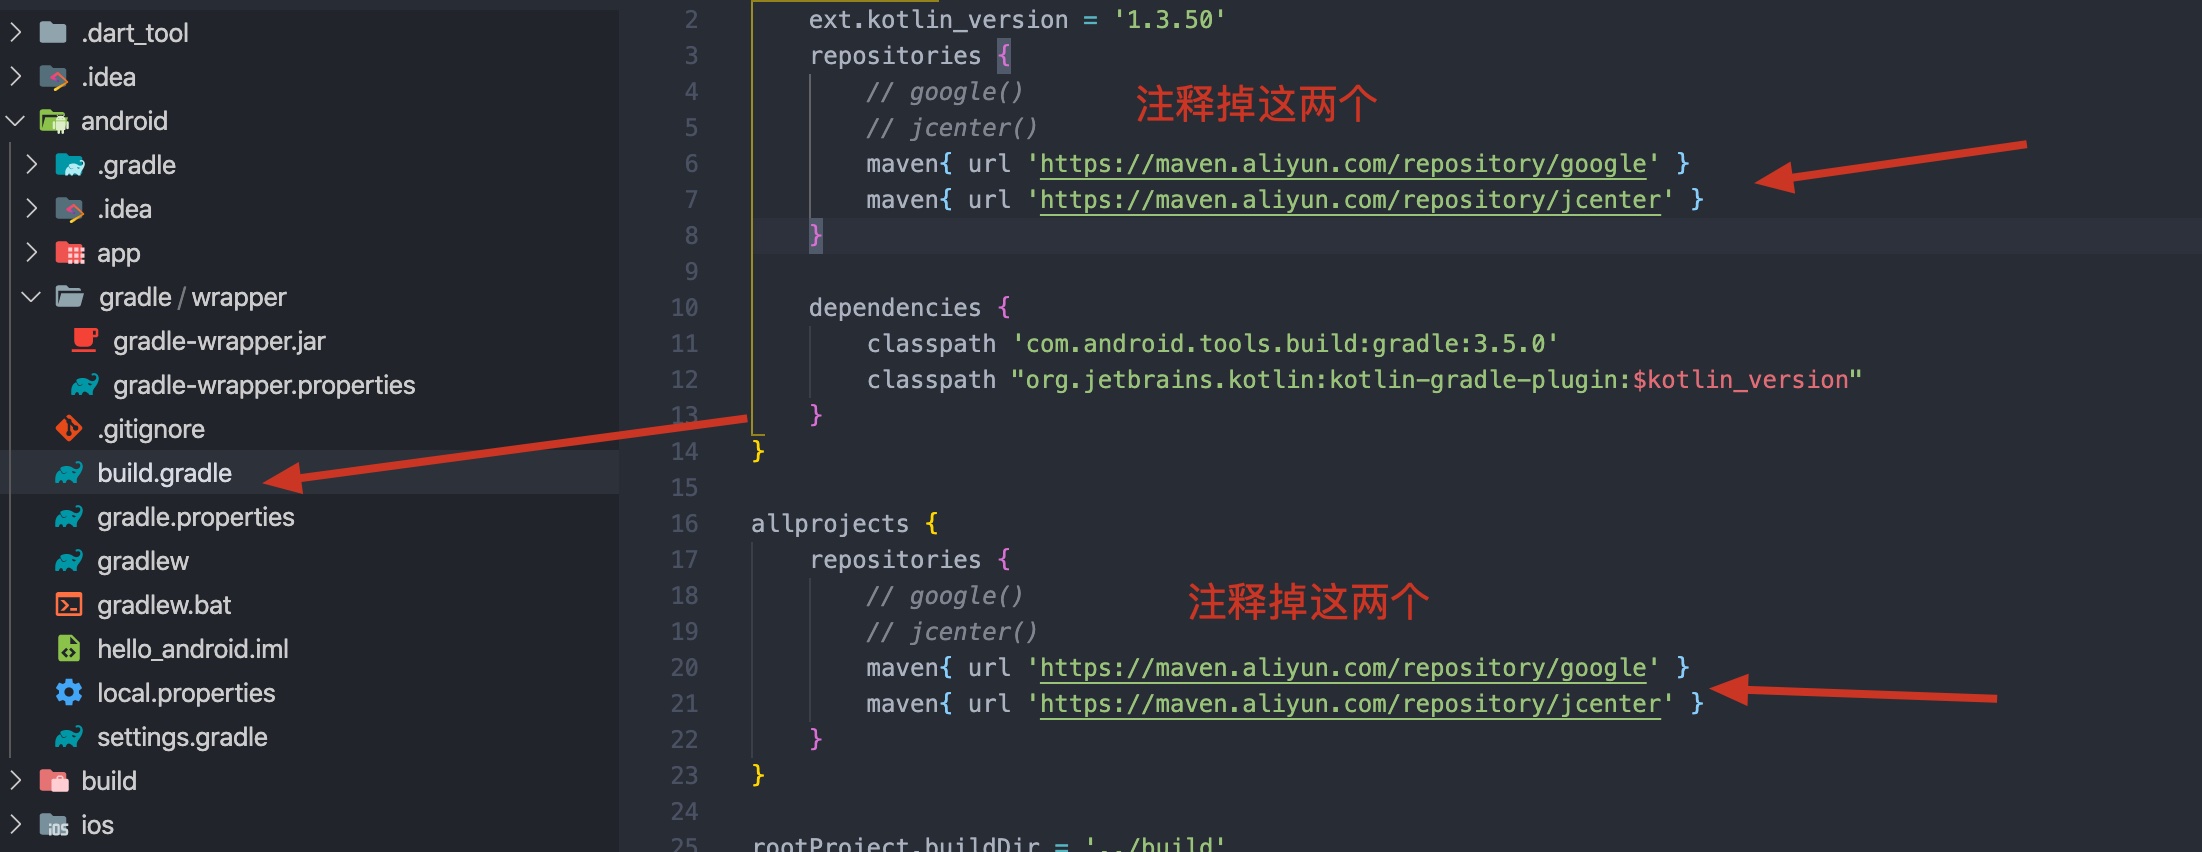 .dart_tool
.idea
android
.gradle
.idea
app
gradle / wrapper
gradle-wrapper.jar
gradle-wrapper.properties
.gitignore
build.gradle
gradle.properties
gradlew
gradlew.bat
hello_android.iml
local.properties
settings.gradle
build
ios
2 ext.kotlin_version = '1.3.50'
3 repositories {
4 // google()
注释掉这两个
5 // jcenter()
6 maven{ url 'https://maven.aliyun.com/repository/google' }
7 maven{ url 'https://maven.aliyun.com/repository/jcenter' }
8 }
9
10 dependencies {
11 classpath 'com.android.tools.build:gradle:3.5.0'
12 classpath "org.jetbrains.kotlin:kotlin-gradle-plugin:$kotlin_version"
13 }
14 }
15
16 allprojects {
17 repositories {
18 // google()
注释掉这两个
19 // jcenter()
20 maven{ url 'https://maven.aliyun.com/repository/google' }
21 maven{ url 'https://maven.aliyun.com/repository/jcenter' }
22 }
23 }
24
25 rootProject.buildDir = '../build'